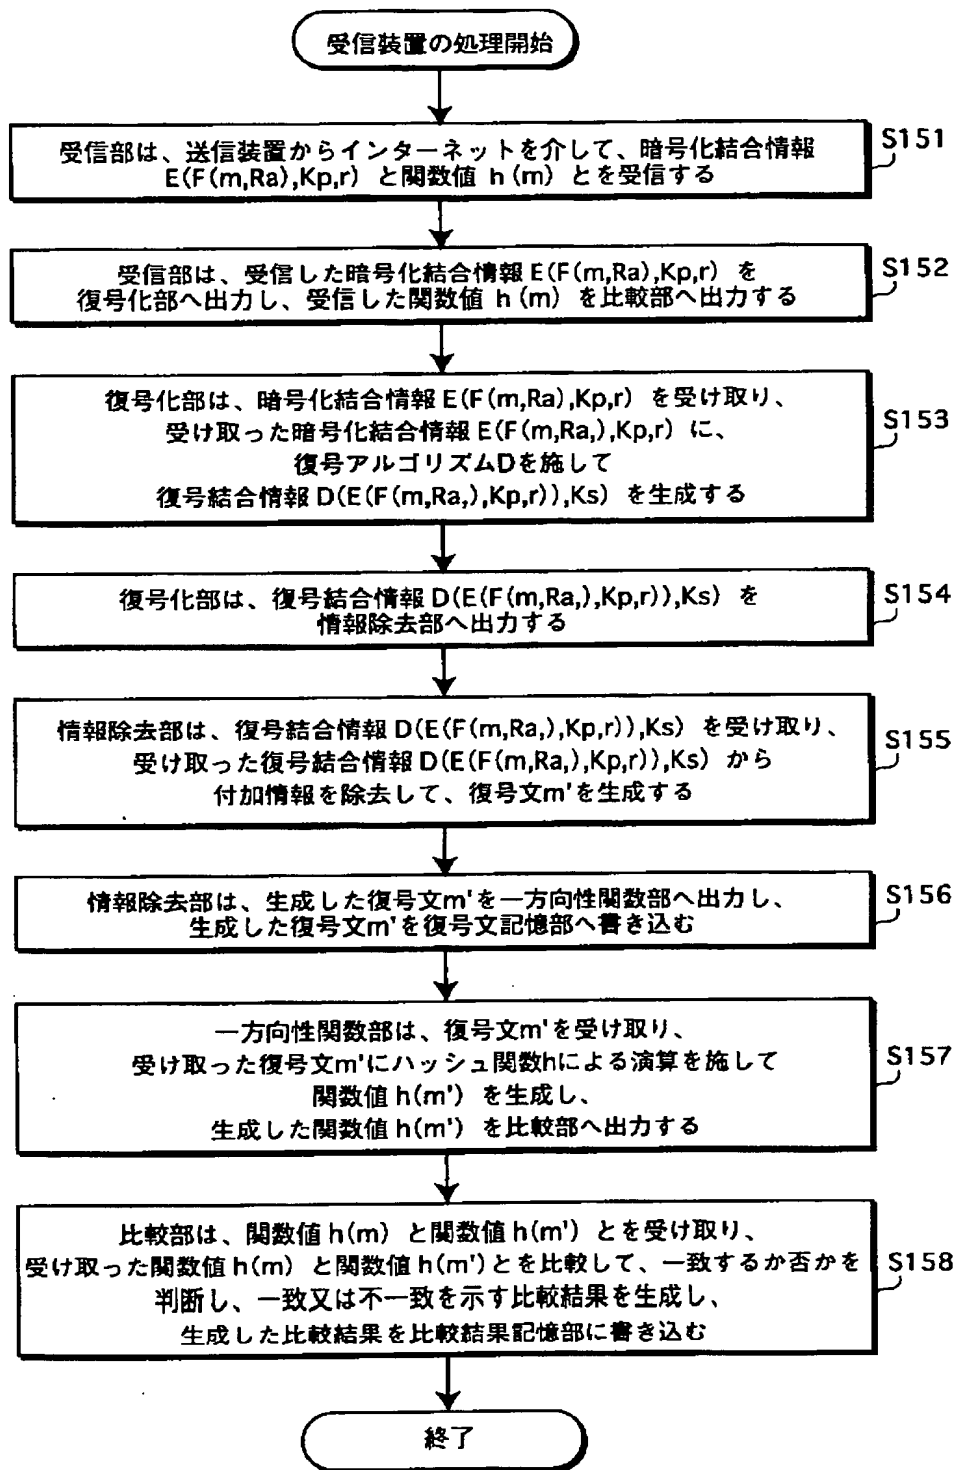 受信装置の処理開始
受信部は、送信装置からインターネットを介して、暗号化結合情報
E(F(m,Ra),Kp,r) と関数値 h(m) とを受信する
S151
受信部は、受信した暗号化結合情報 E(F(m,Ra),Kp,r) を
復号化部へ出力し、受信した関数値 h(m) を比較部へ出力する
S152
復号化部は、暗号化結合情報 E(F(m,Ra),Kp,r) を受け取り、
受け取った暗号化結合情報 E(F(m,Ra,),Kp,r) に、
復号アルゴリズムDを施して
復号結合情報 D(E(F(m,Ra,),Kp,r)),Ks) を生成する
S153
復号化部は、復号結合情報 D(E(F(m,Ra,),Kp,r)),Ks) を
情報除去部へ出力する
S154
情報除去部は、復号結合情報 D(E(F(m,Ra,),Kp,r)),Ks) を受け取り、
受け取った復号結合情報 D(E(F(m,Ra,),Kp,r)),Ks) から
付加情報を除去して、復号文m'を生成する
S155
情報除去部は、生成した復号文m'を一方向性関数部へ出力し、
生成した復号文m'を復号文記憶部へ書き込む
S156
一方向性関数部は、復号文m'を受け取り、
受け取った復号文m'にハッシュ関数hによる演算を施して
関数値 h(m') を生成し、
生成した関数値 h(m') を比較部へ出力する
S157
比較部は、関数値 h(m) と関数値 h(m') とを受け取り、
受け取った関数値 h(m) と関数値 h(m') とを比較して、一致するか否かを
判断し、一致又は不一致を示す比較結果を生成し、
生成した比較結果を比較結果記憶部に書き込む
S158
終了